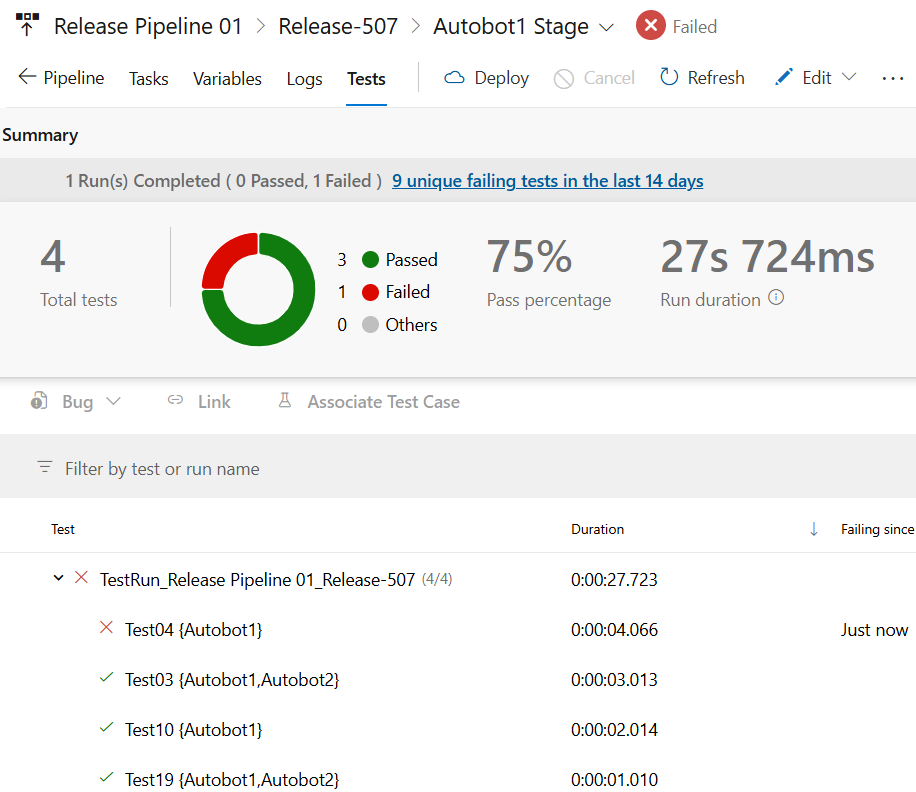 Release Pipeline 01 > Release-507 > Autobot1 Stage Failed
Pipeline Tasks Variables Logs Tests Deploy Cancel Refresh Edit ...
Summary
1 Run(s) Completed ( 0 Passed, 1 Failed ) 9 unique failing tests in the last 14 days
4
Total tests
3 Passed
1 Failed
0 Others
75%
Pass percentage
27s 724ms
Run duration
Bug Link Associate Test Case
Filter by test or run name
Test Duration Failing since
TestRun_Release Pipeline 01_Release-507 (4/4) 0:00:27.723
Test04 {Autobot1} 0:00:04.066 Just now
Test03 {Autobot1,Autobot2} 0:00:03.013
Test10 {Autobot1} 0:00:02.014
Test19 {Autobot1,Autobot2} 0:00:01.010